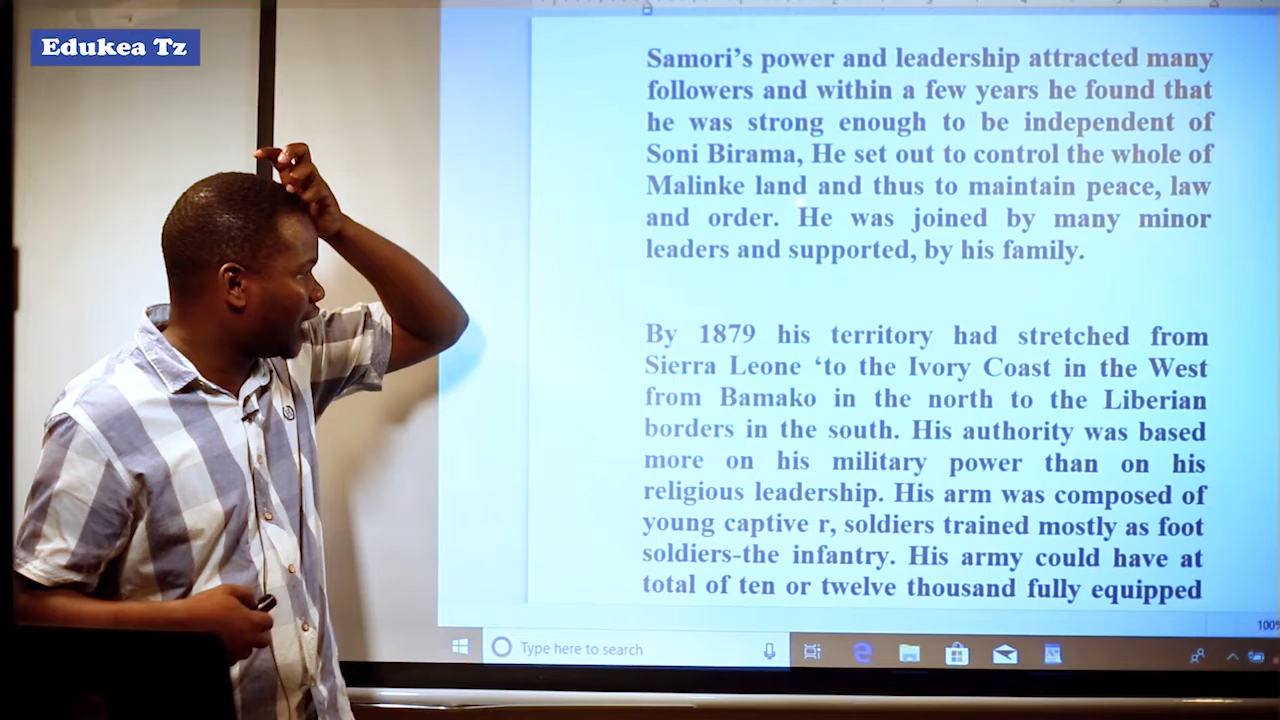 Edukea Tz
Samori’s power and leadership attracted many
followers and within a few years he found that
he was strong enough to be independent of
Soni Birama, He set out to control the whole of
Malinke land and thus to maintain peace, law
and order. He was joined by many minor
leaders and supported, by his family.
By 1879 his territory had stretched from
Sierra Leone ‘to the Ivory Coast in the West
from Bamako in the north to the Liberian
borders in the south. His authority was based
more on his military power than on his
religious leadership. His arm was composed of
young captive r, soldiers trained mostly as foot
soldiers-the infantry. His army could have at
total of ten or twelve thousand fully equipped
100%
Type here to search